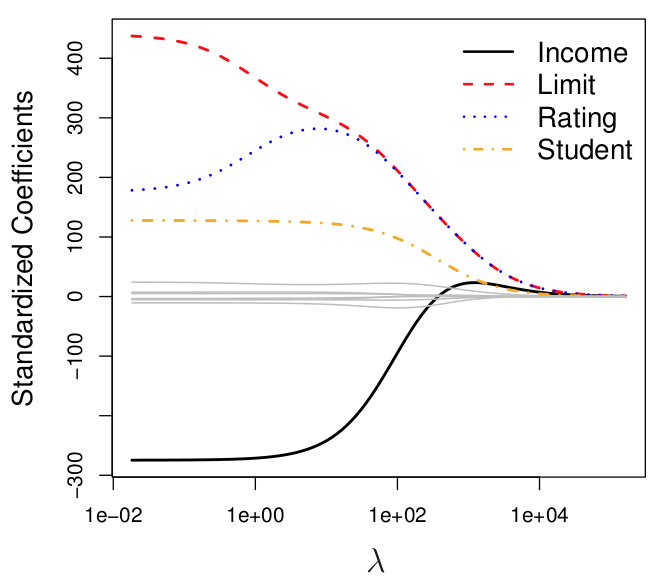 Income
Limit
Rating
Student
Standardized Coefficients
400
300
200
100
0
−100
−300
1e−02
1e+00
1e+02
1e+04
λ